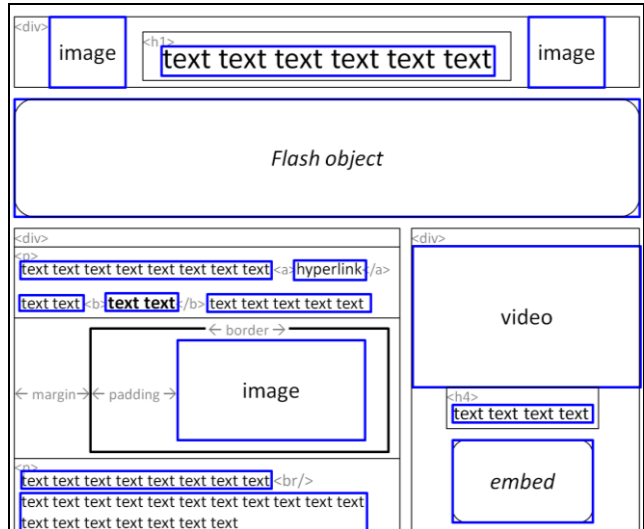 <div>
image <h1> image
text text text text text text
Flash object
<div>
<p>
text text text text text text text text <a>hyperlink</a>
text text <b>text text</b> text text text text text
← border →
← margin → ← padding → image
<p>
text text text text text text text text <br/>
text text text text text text text text text text text
text text text text text text text
<div>
video
<h4>
text text text text
embed